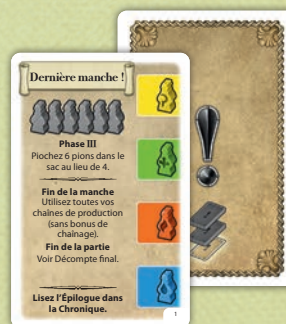 Dernière manche !
Phase III
Piochez 6 pions dans le
sac au lieu de 4.
Fin de la manche
Utilisez toutes vos
chaînes de production
(sans bonus de
chaînage).
Fin de la partie
Voir Décompte final.
Lisez l'Épilogue dans
la Chronique.
1